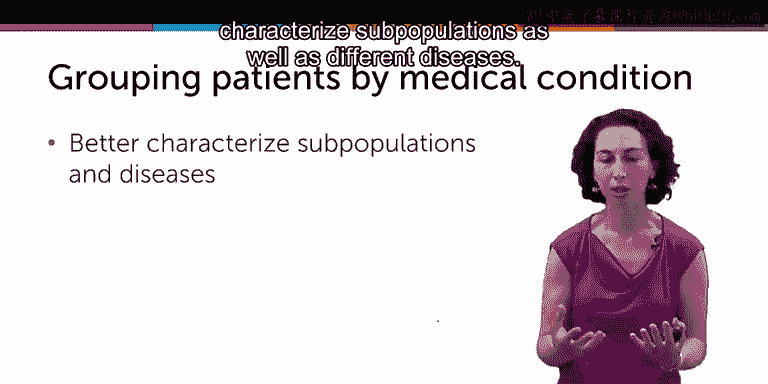 characterize subpopulations as
well as different diseases.
Grouping patients by medical condition
• Better characterize subpopulations
and diseases